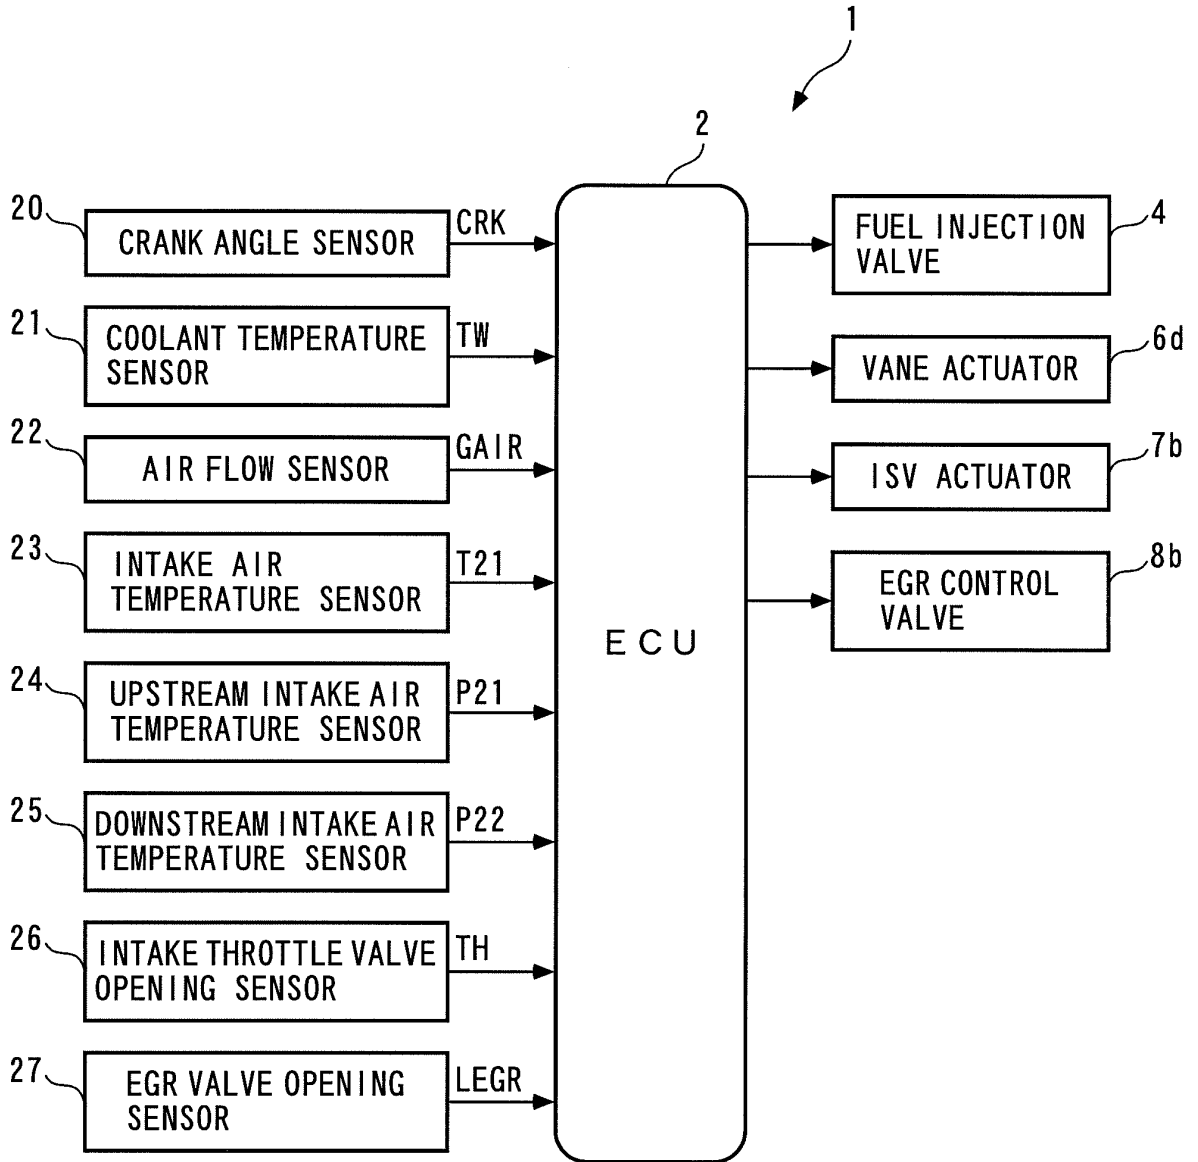 1
2
20
CRANK ANGLE SENSOR
CRK
21
COOLANT TEMPERATURE
SENSOR
TW
22
AIR FLOW SENSOR
GAIR
23
INTAKE AIR
TEMPERATURE SENSOR
T21
24
UPSTREAM INTAKE AIR
TEMPERATURE SENSOR
P21
25
DOWNSTREAM INTAKE AIR
TEMPERATURE SENSOR
P22
26
INTAKE THROTTLE VALVE
OPENING SENSOR
TH
27
EGR VALVE OPENING
SENSOR
LEGR
ECU
FUEL INJECTION
VALVE
4
VANE ACTUATOR
6d
ISV ACTUATOR
7b
EGR CONTROL
VALVE
8b